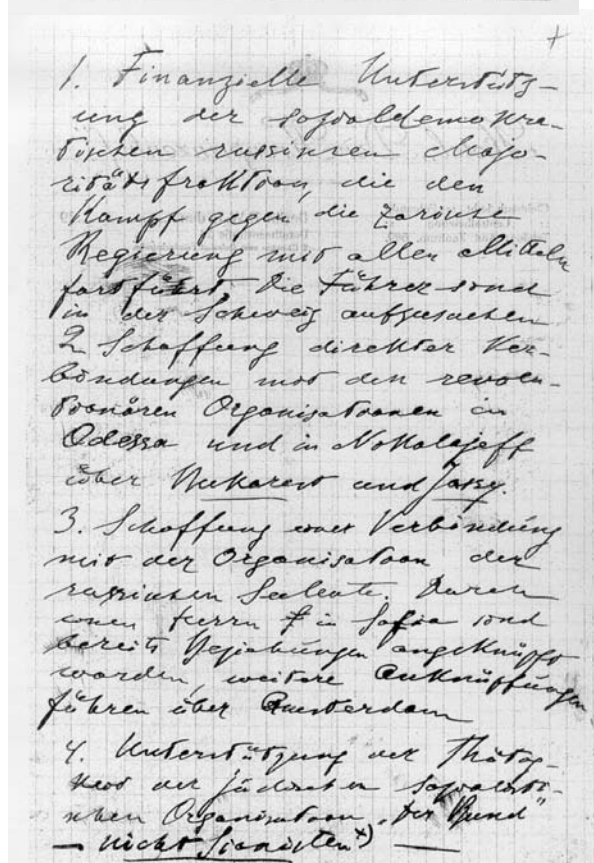 1. Finanzielle Unterstütz-
ung der sozialdemokra-
tischen russischen Majo-
ritätsfraktion, die den
Kampf gegen die zarische
Regierung mit allen Mitteln
fortführt. Die Führer sind
in der Schweiz aufzusuchen
2. Schaffung direkter Ver-
bindungen mit den revolu-
tionären Organisationen in
Odessa und in Nikolajeff
über Bukarest und Jassy.
3. Schaffung einer Verbindung
mit der Organisation der
russischen Seeleute. Durch
einen Herrn in Sofia sind
bereits Beziehungen angeknüpft
worden, weitere Anknüpfungen
führen über Amsterdam
4. Unterstützung der Thätig-
keit der jüdischen sozialisti-
schen Organisation „Der Bund"
— nicht Zionisten x) —